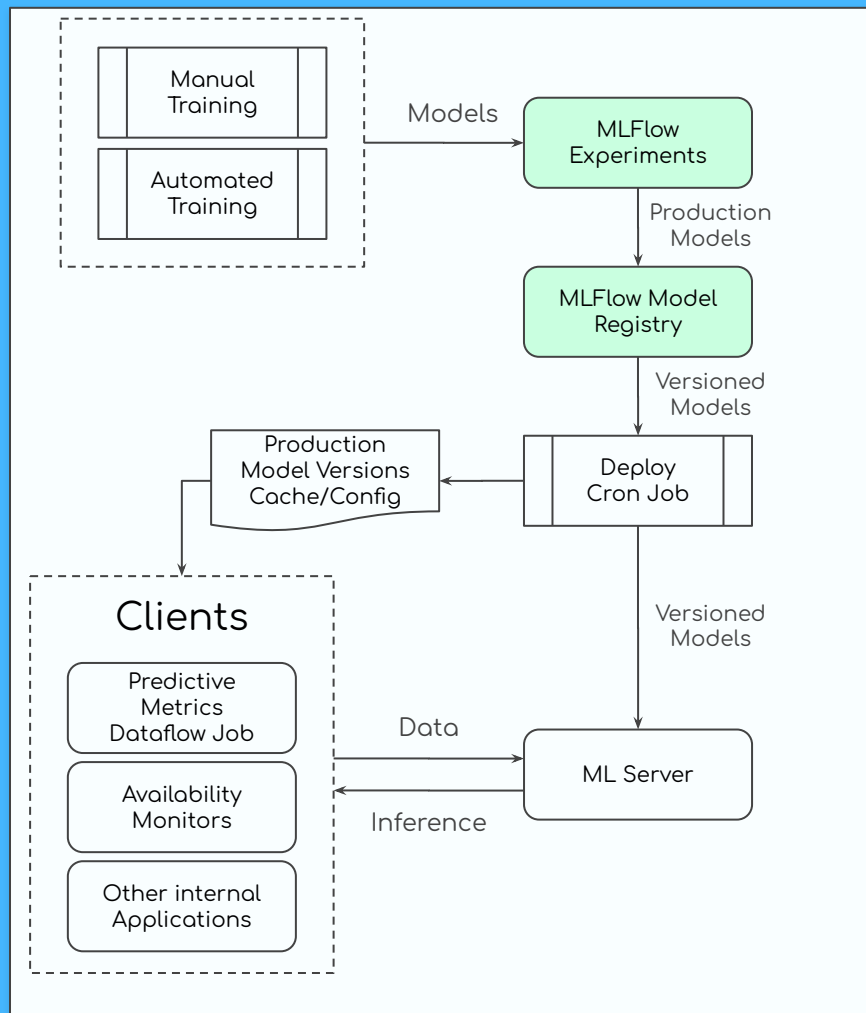 Manual
Training
Automated
Training
Models
MLFlow
Experiments
Production
Models
MLFlow Model
Registry
Versioned
Models
Deploy
Cron Job
Production
Model Versions
Cache/Config
Versioned
Models
Clients
Predictive
Metrics
Dataflow Job
Availability
Monitors
Other internal
Applications
Data
Inference
ML Server